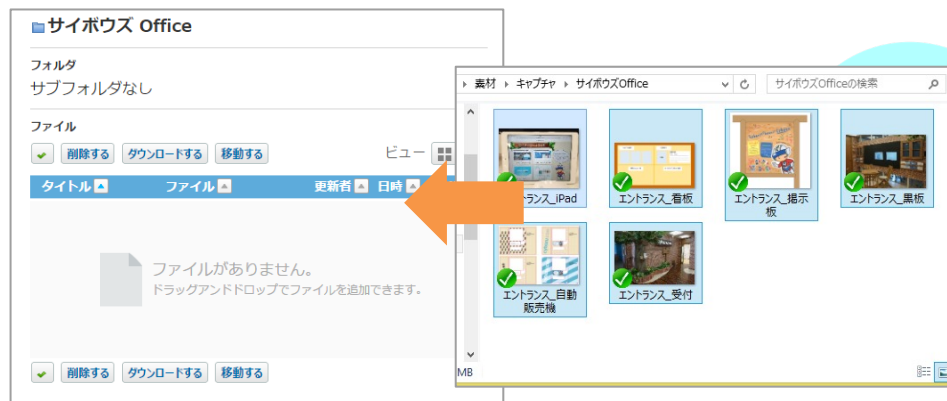 サイボウズ Office
フォルダ
サブフォルダなし
ファイル
削除する ダウンロードする 移動する ビュー
タイトル ファイル 更新者 日時
ファイルがありません。
ドラッグアンドドロップでファイルを追加できます。
削除する ダウンロードする 移動する
素材 キャプチャ サイボウズOffice サイボウズOfficeの検索
トランス_iPad エントランス_看板 エントランス_掲示板 エントランス_黒板
エントランス_自動販売機 エントランス_受付
MB